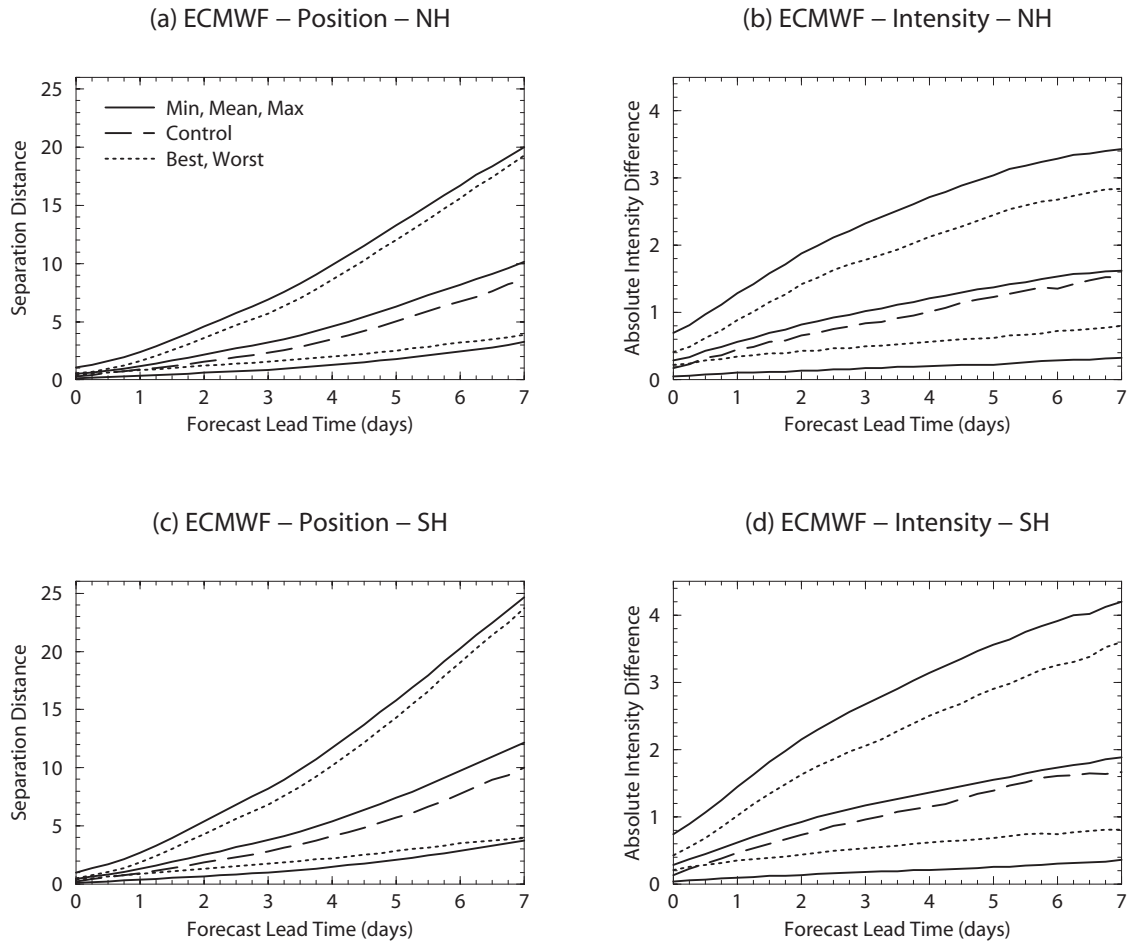 (a) ECMWF – Position – NH
25
20
15
10
5
0
Separation Distance
Min, Mean, Max
Control
Best, Worst
0 1 2 3 4 5 6 7
Forecast Lead Time (days)
(b) ECMWF – Intensity – NH
4
3
2
1
0
Absolute Intensity Difference
0 1 2 3 4 5 6 7
Forecast Lead Time (days)
(c) ECMWF – Position – SH
25
20
15
10
5
0
Separation Distance
0 1 2 3 4 5 6 7
Forecast Lead Time (days)
(d) ECMWF – Intensity – SH
4
3
2
1
0
Absolute Intensity Difference
0 1 2 3 4 5 6 7
Forecast Lead Time (days)